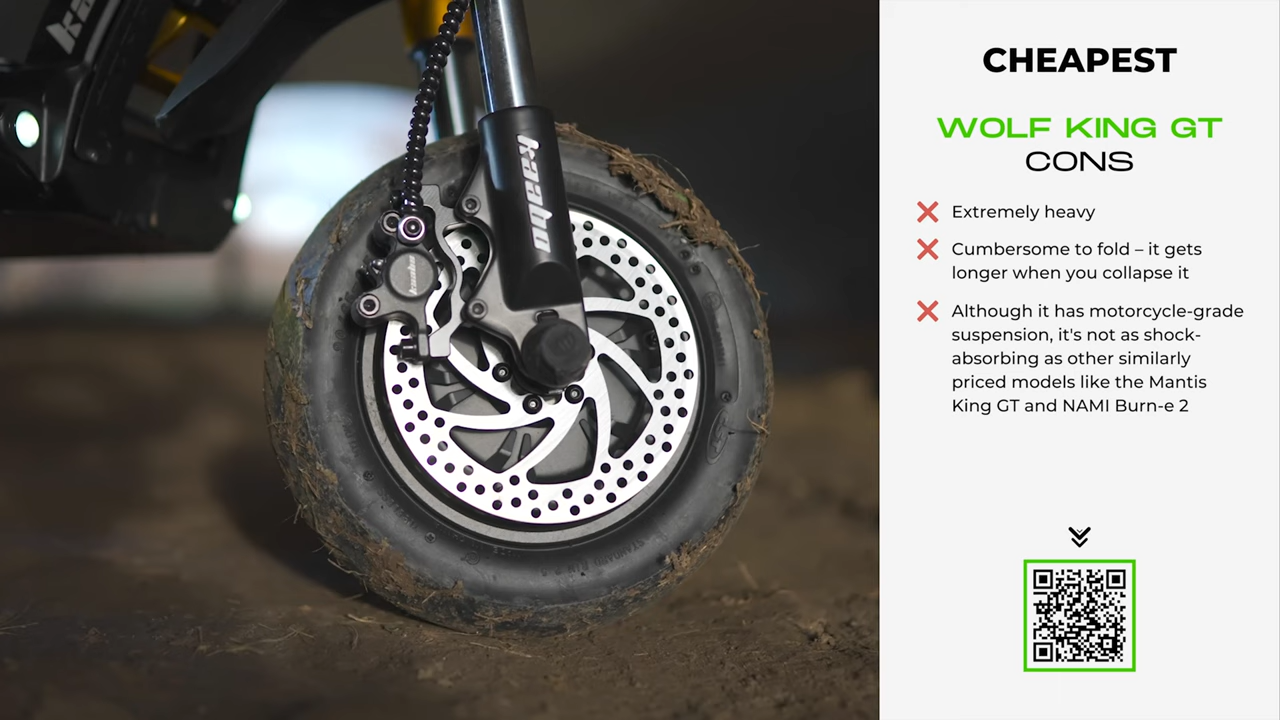 kaabo
kaabo
CHEAPEST
WOLF KING GT
CONS
Extremely heavy
Cumbersome to fold – it gets
longer when you collapse it
Although it has motorcycle-grade
suspension, it's not as shock-
absorbing as other similarly
priced models like the Mantis
King GT and NAMI Burn-e 2